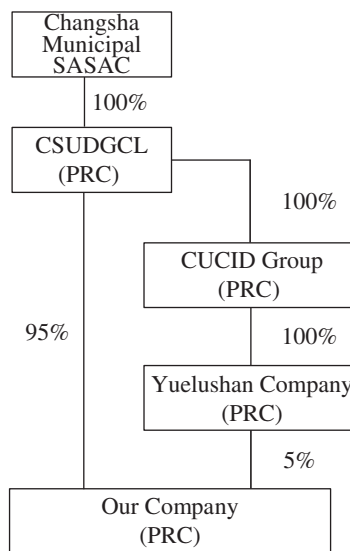 Changsha
Municipal
SASAC
100%
CSUDGCL
(PRC)
100%
CUCID Group
(PRC)
95%
100%
Yuelushan Company
(PRC)
5%
Our Company
(PRC)